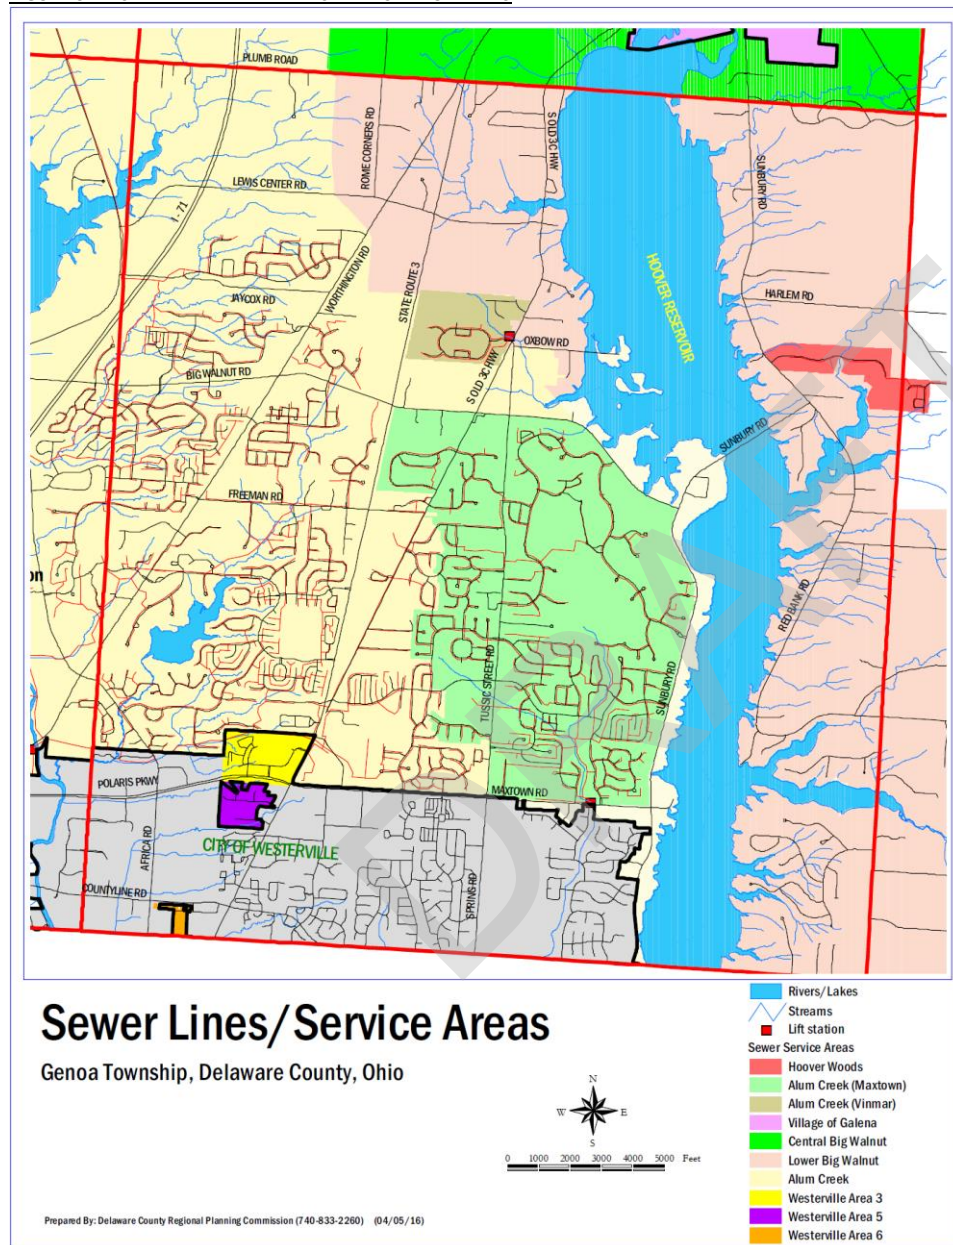 PLUMB ROAD
ROME CORNERS RD
S OLD 3C HWY
SUNBURY RD
LEWIS CENTER RD
I - 71
WORTHINGTON RD
STATE ROUTE 3
HOOVER RESERVOIR
HARLEM RD
JAYCOX RD
OXBOW RD
S OLD 3C HWY
BIG WALNUT RD
SUNBURY RD
FREEMAN RD
on
RED BANK RD
TUSSIC STREET RD
SUNBURY RD
POLARIS PKWY
MAXTOWN RD
AFRICA RD
CITY OF WESTERVILLE
COUNTYLINE RD
SPRING RD
DRAFT
Sewer Lines/Service Areas
Genoa Township, Delaware County, Ohio
N
W E
S
0 1000 2000 3000 4000 5000 Feet
Prepared By: Delaware County Regional Planning Commission (740-833-2260) (04/05/16)
Rivers/Lakes
Streams
Lift station
Sewer Service Areas
Hoover Woods
Alum Creek (Maxtown)
Alum Creek (Vinmar)
Village of Galena
Central Big Walnut
Lower Big Walnut
Alum Creek
Westerville Area 3
Westerville Area 5
Westerville Area 6